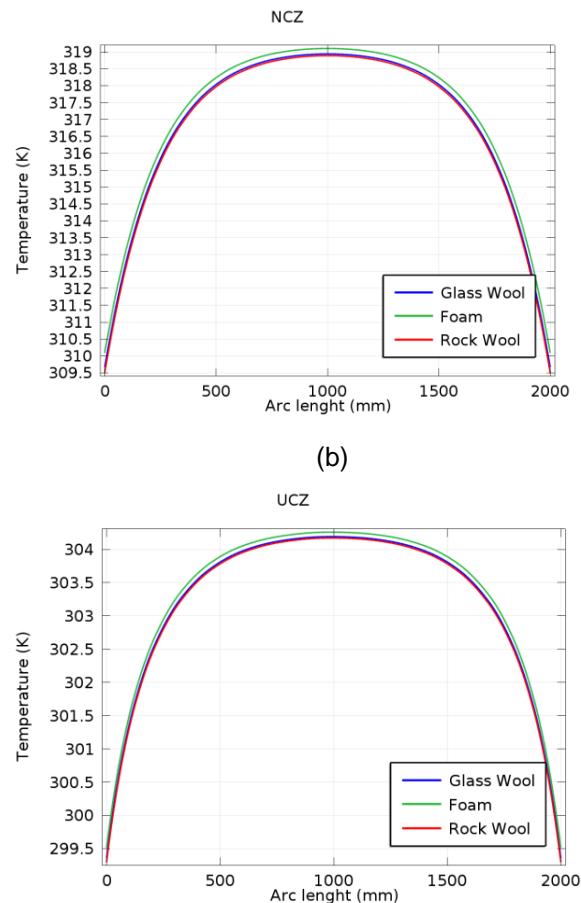 NCZ
319
318.5
318
317.5
317
316.5
316
315.5
315
314.5
314
313.5
313
312.5
312
311.5
311
310.5
310
309.5
Temperature (K)
Glass Wool
Foam
Rock Wool
0 500 1000 1500 2000
Arc lenght (mm)
(b)
UCZ
304
303.5
303
302.5
302
301.5
301
300.5
300
299.5
Temperature (K)
Glass Wool
Foam
Rock Wool
0 500 1000 1500 2000
Arc lenght (mm)